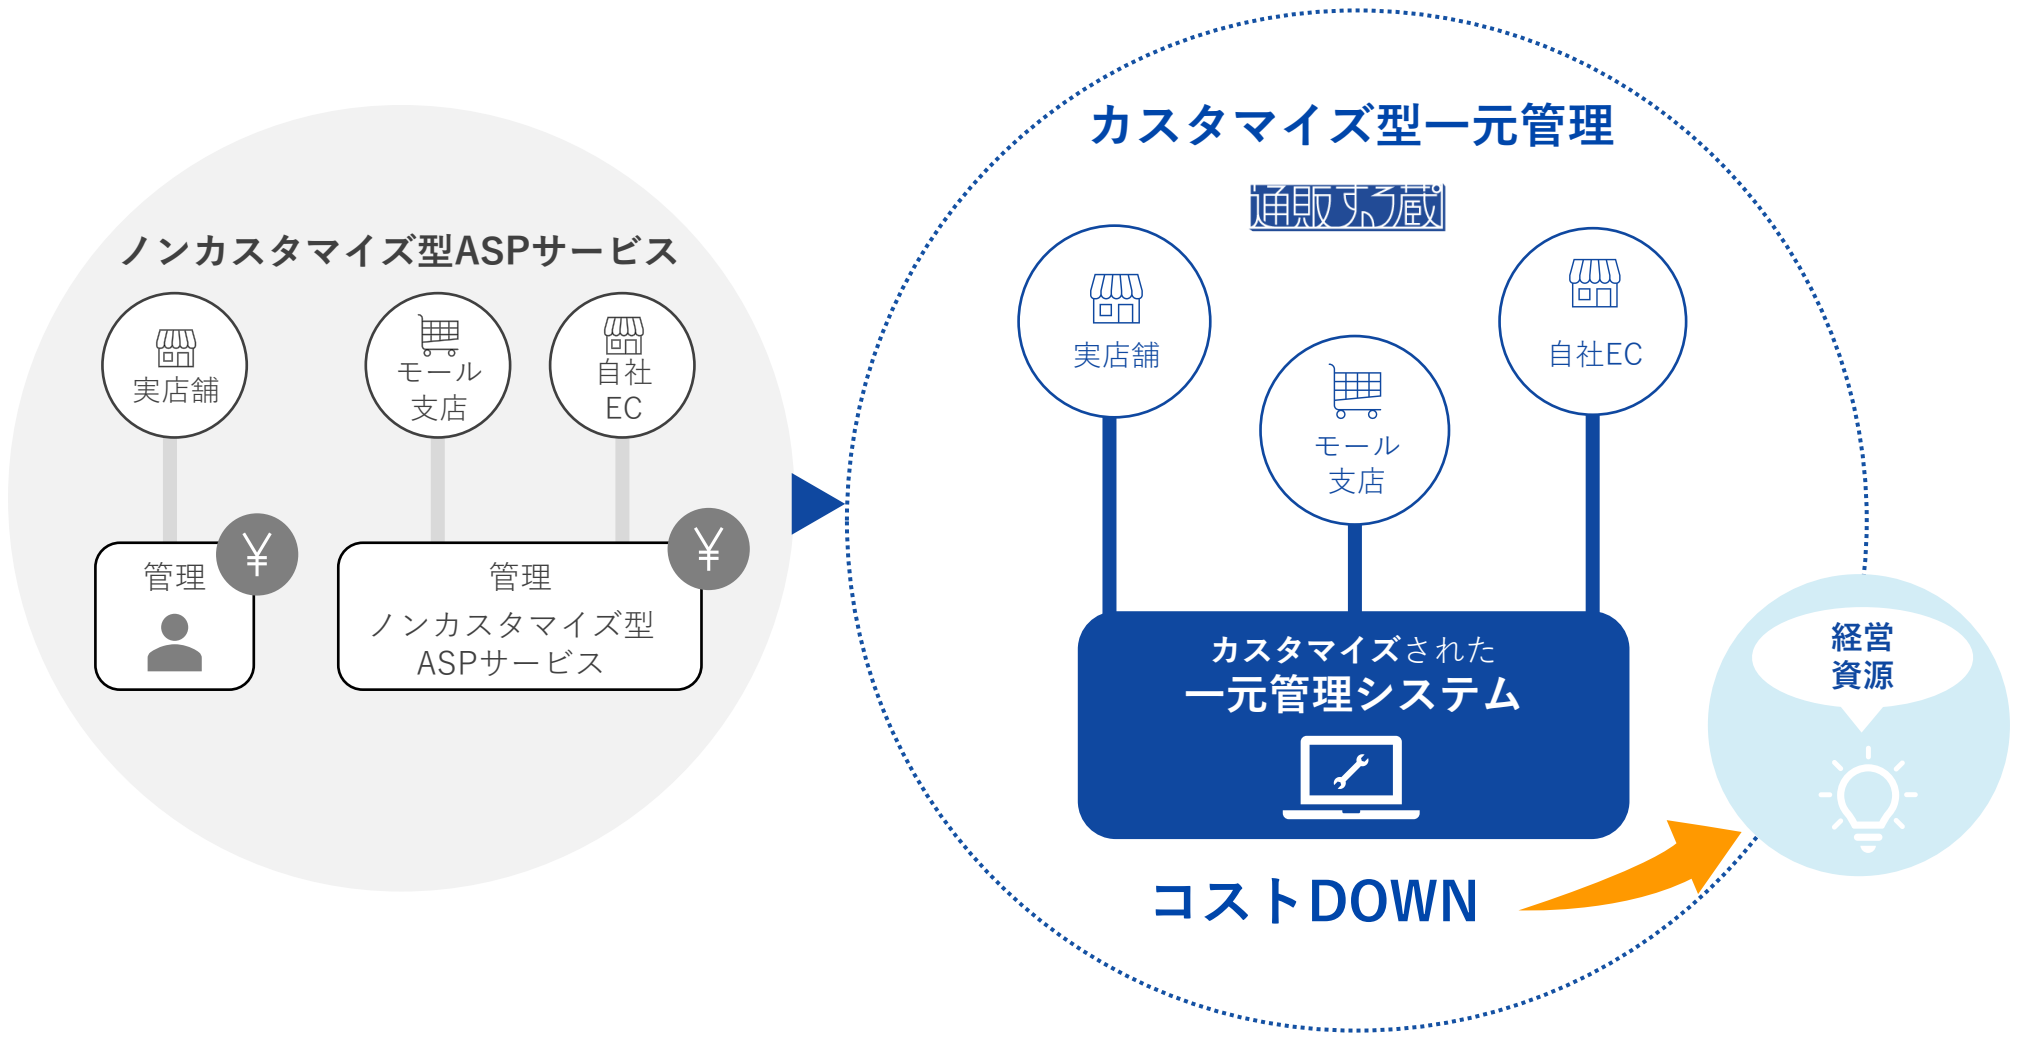 ノンカスタマイズ型ASPサービス
実店舗
モール
支店
自社
EC
¥
¥
管理
管理
ノンカスタマイズ型
ASPサービス
カスタマイズ型一元管理
通販する蔵
実店舗
モール
支店
自社EC
カスタマイズされた
一元管理システム
コストDOWN
経営
資源